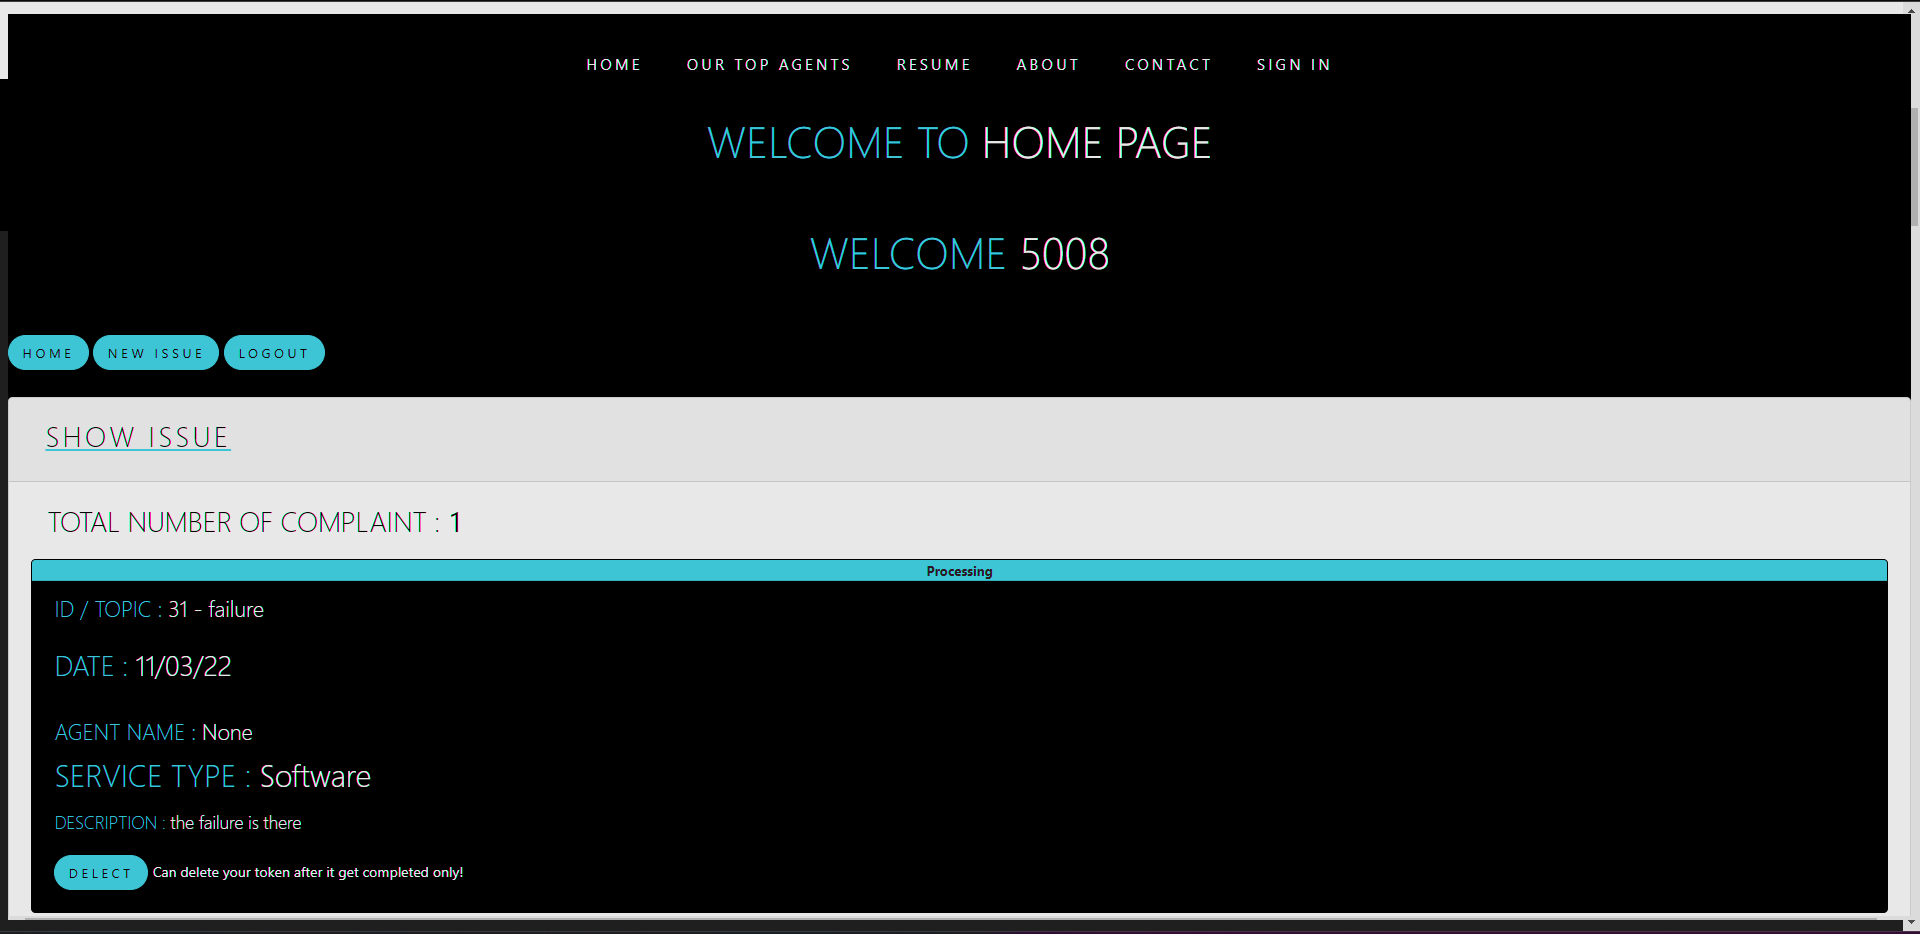 HOME OUR TOP AGENTS RESUME ABOUT CONTACT SIGN IN
WELCOME TO HOME PAGE
WELCOME 5008
HOME NEW ISSUE LOGOUT
SHOW ISSUE
TOTAL NUMBER OF COMPLAINT : 1
Processing
ID / TOPIC : 31 - failure
DATE : 11/03/22
AGENT NAME : None
SERVICE TYPE : Software
DESCRIPTION : the failure is there
DELECT Can delete your token after it get completed only!